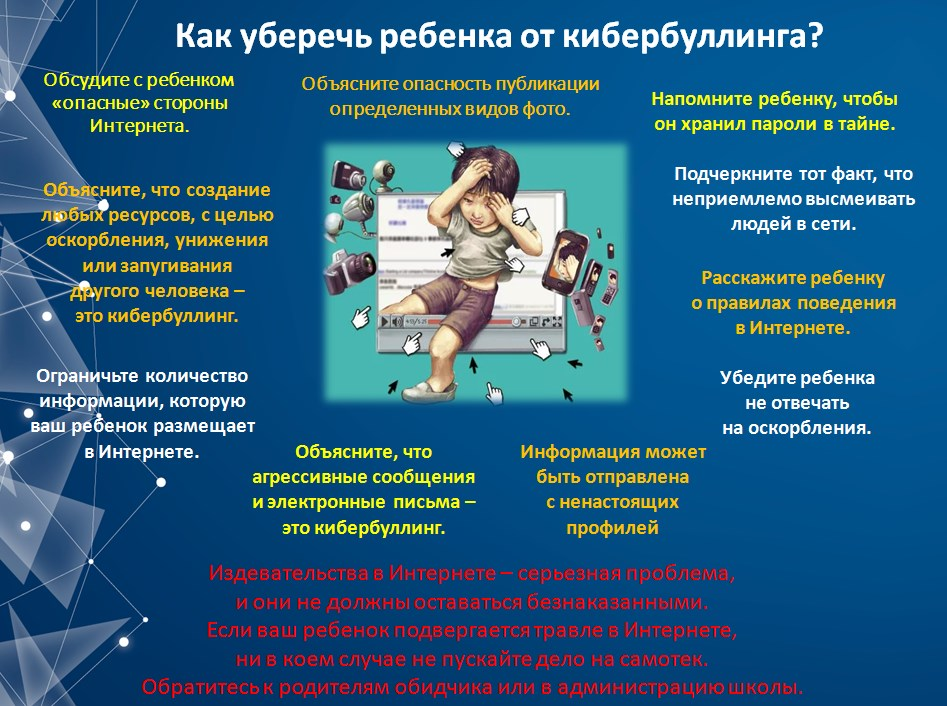 Как уберечь ребенка от кибербуллинга?
Обсудите с ребенком
«опасные» стороны
Интернета.
Объясните опасность публикации
определенных видов фото.
Напомните ребенку, чтобы
он хранил пароли в тайне.
Объясните, что создание
любых ресурсов, с целью
оскорбления, унижения
или запугивания
другого человека –
это кибербуллинг.
Подчеркните тот факт, что
неприемлемо высмеивать
людей в сети.
Расскажите ребенку
о правилах поведения
в Интернете.
Ограничьте количество
информации, которую
ваш ребенок размещает
в Интернете.
Убедите ребенка
не отвечать
на оскорбления.
Объясните, что
агрессивные сообщения
и электронные письма –
это кибербуллинг.
Информация может
быть отправлена
с ненастоящих
профилей
Издевательства в Интернете – серьезная проблема,
и они не должны оставаться безнаказанными.
Если ваш ребенок подвергается травле в Интернете,
ни в коем случае не пускайте дело на самотек.
Обратитесь к родителям обидчика или в администрацию школы.